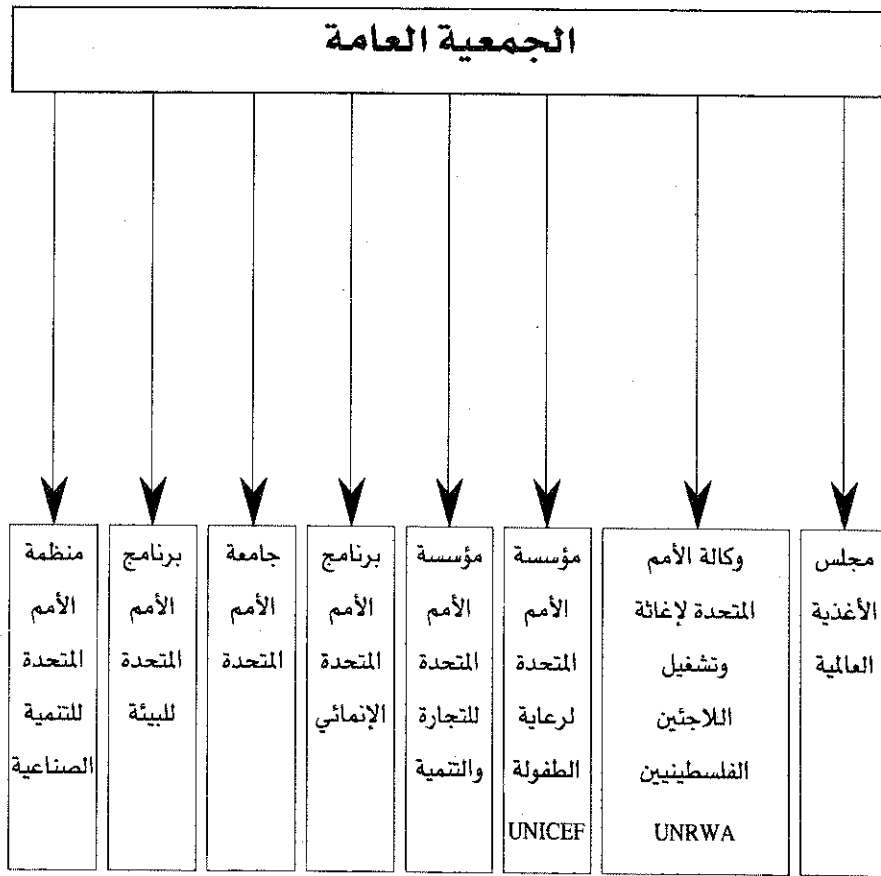 الجمعية العامة
مجلس
الأغذية
العالمية
وكالة الأمم
المتحدة لإغاثة
وتشغيل
اللاجئين
الفلسطينيين
UNRWA
مؤسسة
الأمم
المتحدة
لرعاية
الطفولة
UNICEF
مؤسسة
الأمم
المتحدة
للتجارة
والتنمية
برنامج
الأمم
المتحدة
الإنمائي
جامعة
الأمم
المتحدة
برنامج
الأمم
المتحدة
للبيئة
منظمة
الأمم
المتحدة
للتنمية
الصناعية